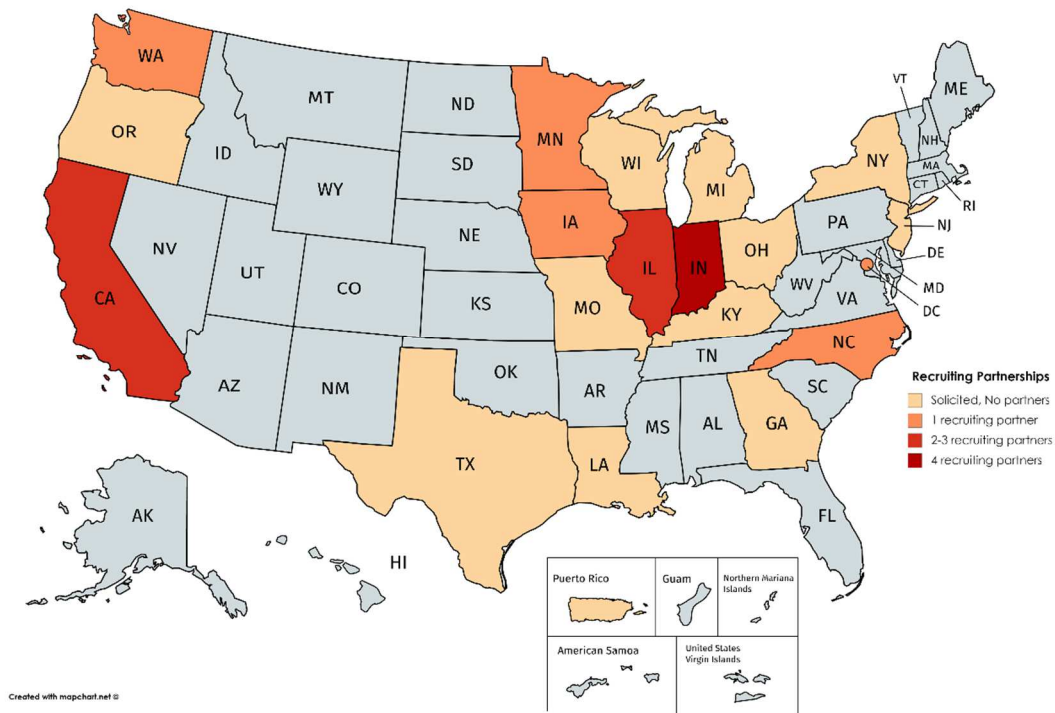 WA
MT
ND
MN
VT
ME
OR
ID
SD
WI
NH
NY
MA
WY
MI
CT
RI
IA
PA
NJ
NE
NV
OH
DE
UT
IL
IN
CA
CO
WV
MD
KS
MO
VA
DC
KY
NC
TN
OK
AZ
NM
AR
SC
MS
AL
GA
TX
LA
FL
AK
HI
Recruiting Partnerships
Solicited, No partners
1 recruiting partner
2-3 recruiting partners
4 recruiting partners
Puerto Rico
Guam
Northern Mariana
Islands
American Samoa
United States
Virgin Islands
Created with mapchart.net ©